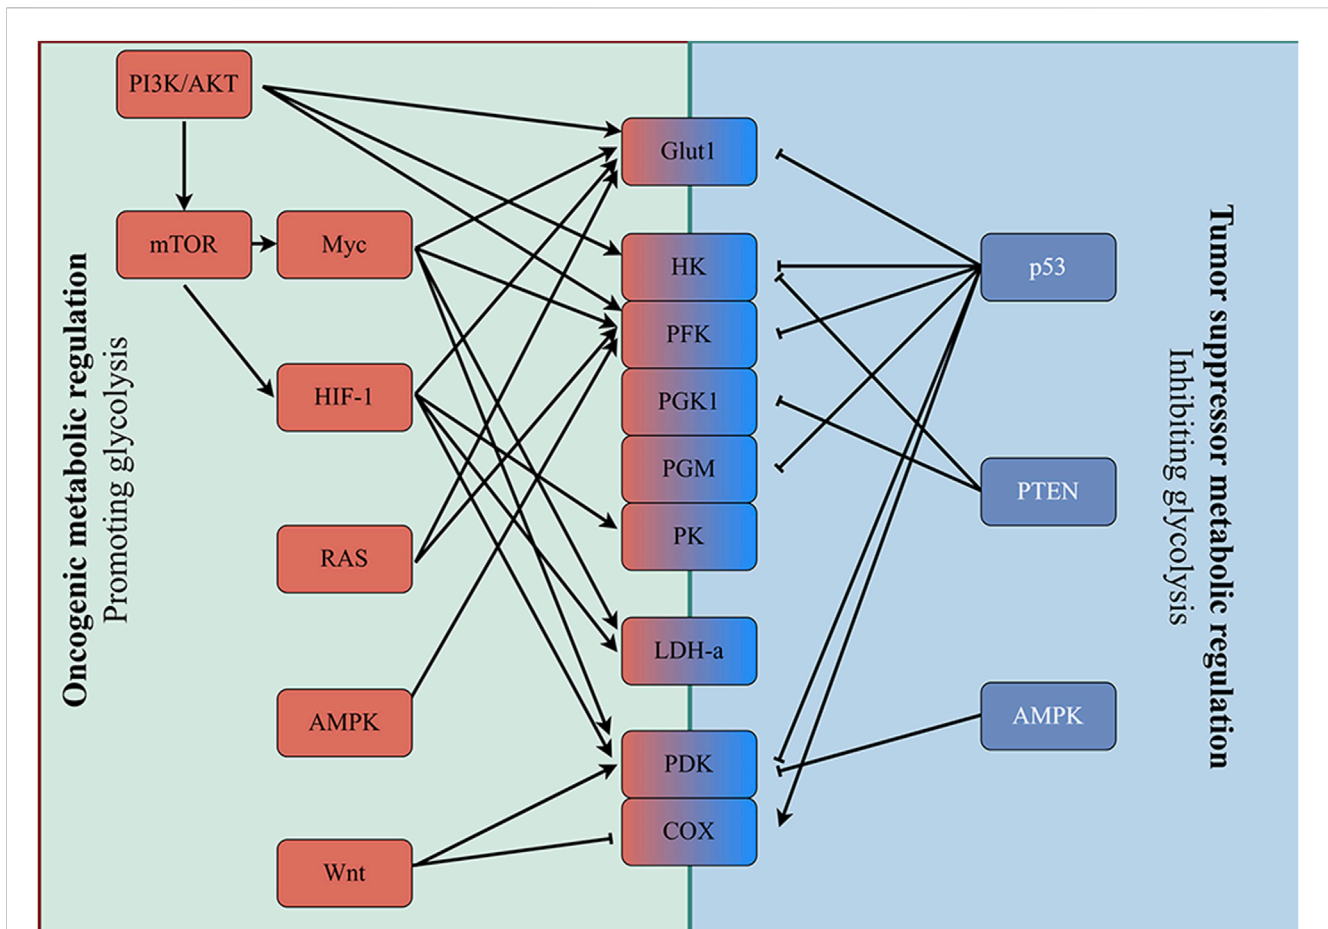 Oncogenic metabolic regulation
Promoting glycolysis
PI3K/AKT
mTOR
Myc
HIF-1
RAS
AMPK
Wnt
Glut1
HK
PFK
PGK1
PGM
PK
LDH-a
PDK
COX
p53
PTEN
AMPK
Tumor suppressor metabolic regulation
Inhibiting glycolysis